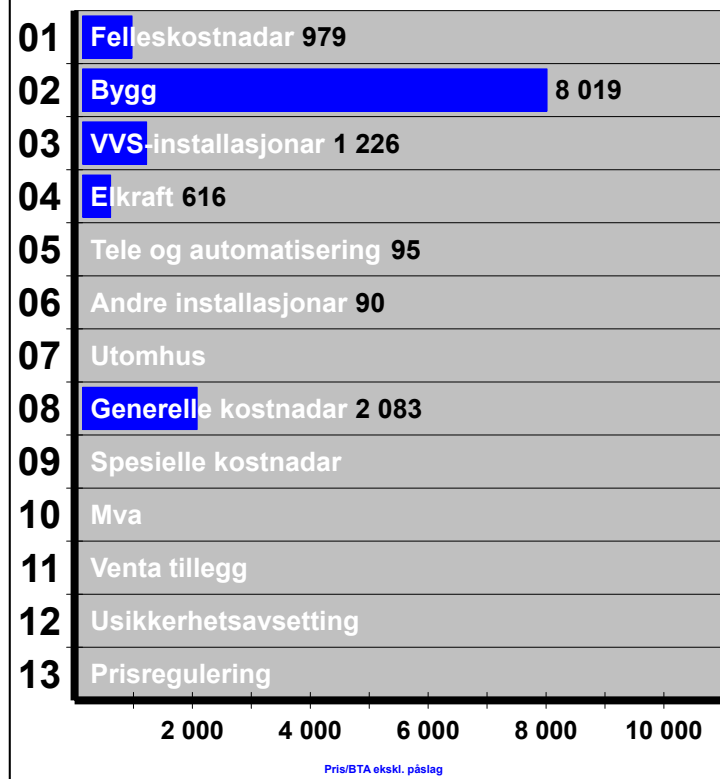 01 Felleskostnadar 979
02 Bygg 8 019
03 VVS-installasjonar 1 226
04 Elkraft 616
05 Tele og automatisering 95
06 Andre installasjonar 90
07 Utomhus
08 Generelle kostnadar 2 083
09 Spesielle kostnadar
10 Mva
11 Venta tillegg
12 Usikkerhetsavsetting
13 Prisregulering
2 000 4 000 6 000 8 000 10 000
Pris/BTA ekskl. påslag